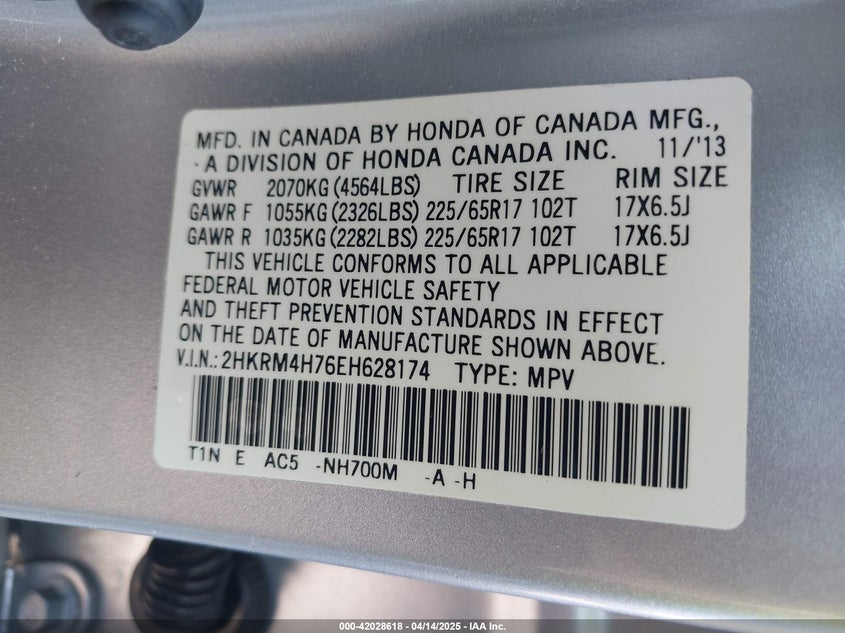 MFD. IN CANADA BY HONDA OF CANADA MFG.,
A DIVISION OF HONDA CANADA INC. 11/'13
GVWR 2070KG (4564LBS) TIRE SIZE RIM SIZE
GAWR F 1055KG (2326LBS) 225/65R17 102T 17X6.5J
GAWR R 1035KG (2282LBS) 225/65R17 102T 17X6.5J
THIS VEHICLE CONFORMS TO ALL APPLICABLE
FEDERAL MOTOR VEHICLE SAFETY
AND THEFT PREVENTION STANDARDS IN EFFECT
ON THE DATE OF MANUFACTURE SHOWN ABOVE.
V.I.N.: 2HKRM4H76EH628174 TYPE: MPV
T1N E AC5 -NH700M -A -H
000-42028618 - 04/14/2025 - IAA Inc.